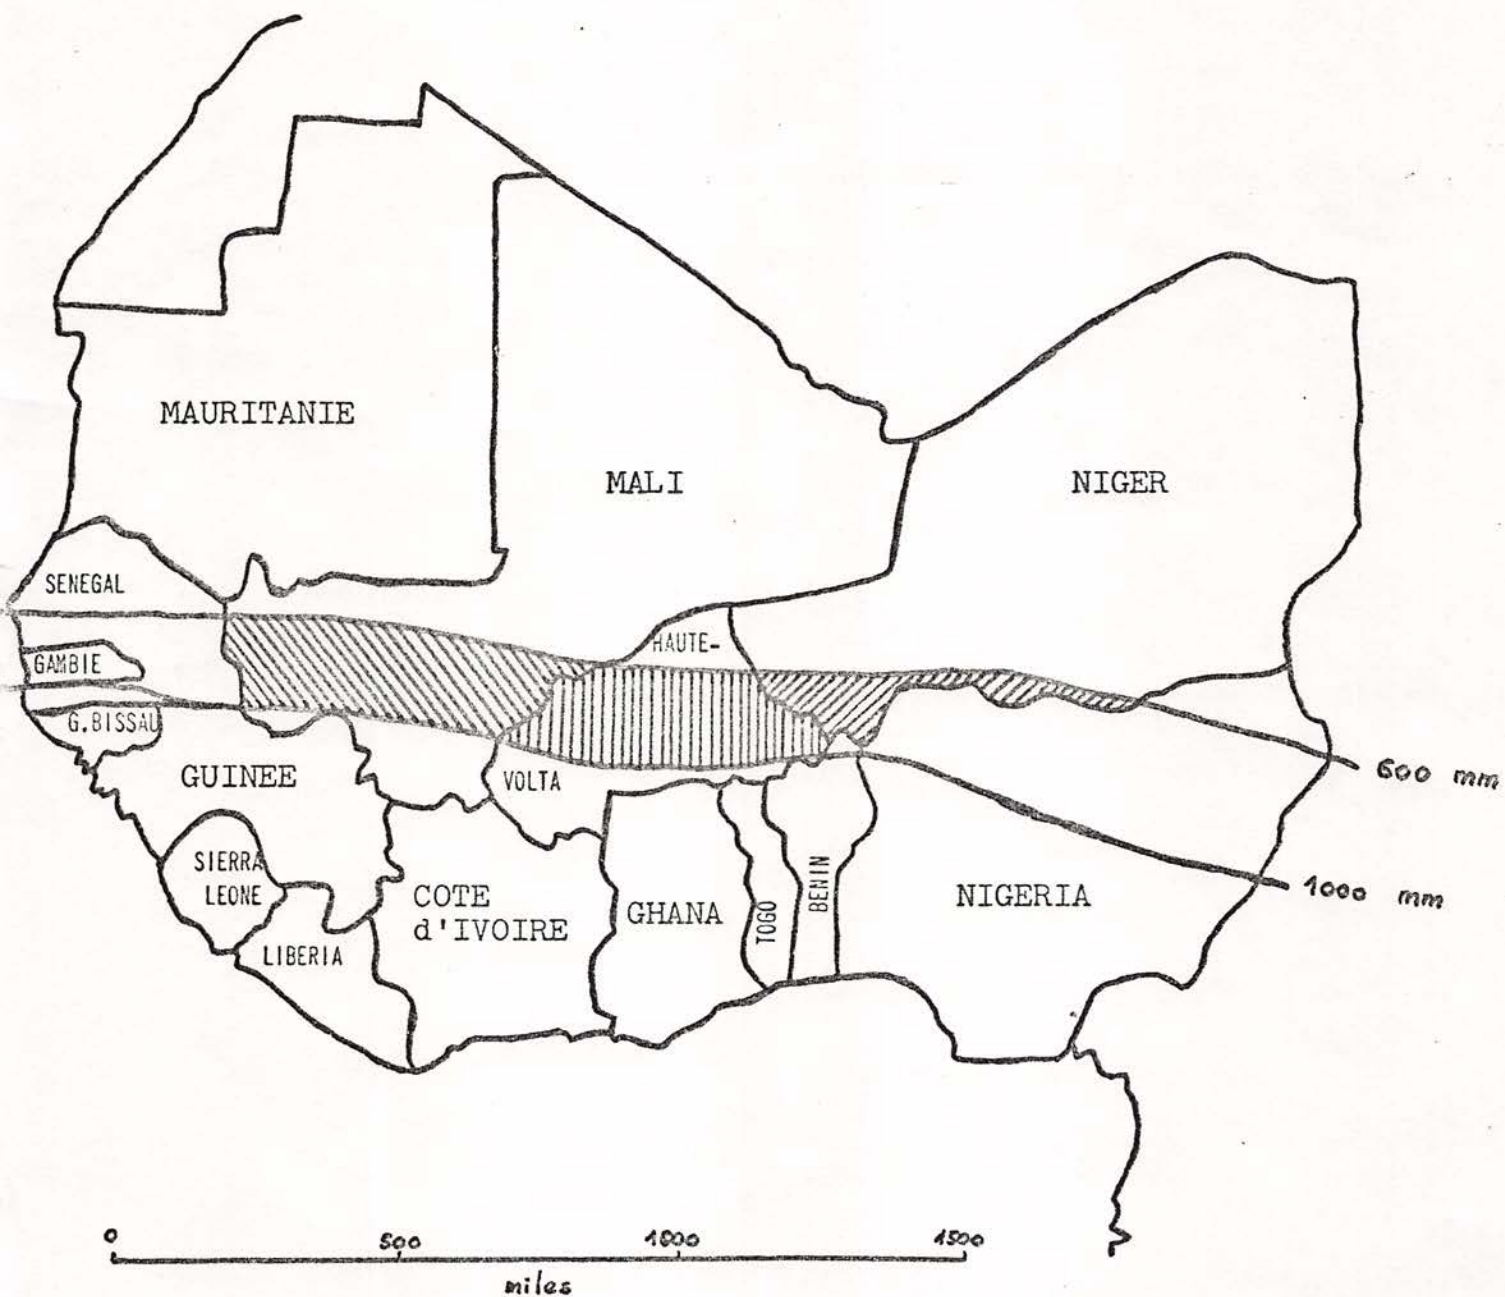 MAURITANIE
MALI
NIGER
SENEGAL
HAUTE-
GAMBIE
G.BISSAU
GUINEE
VOLTA
600 mm
SIERRA
LEONE
COTE
d'IVOIRE
GHANA
TOGO
BENIN
NIGERIA
1000 mm
LIBERIA
0 500 1000 1500
miles